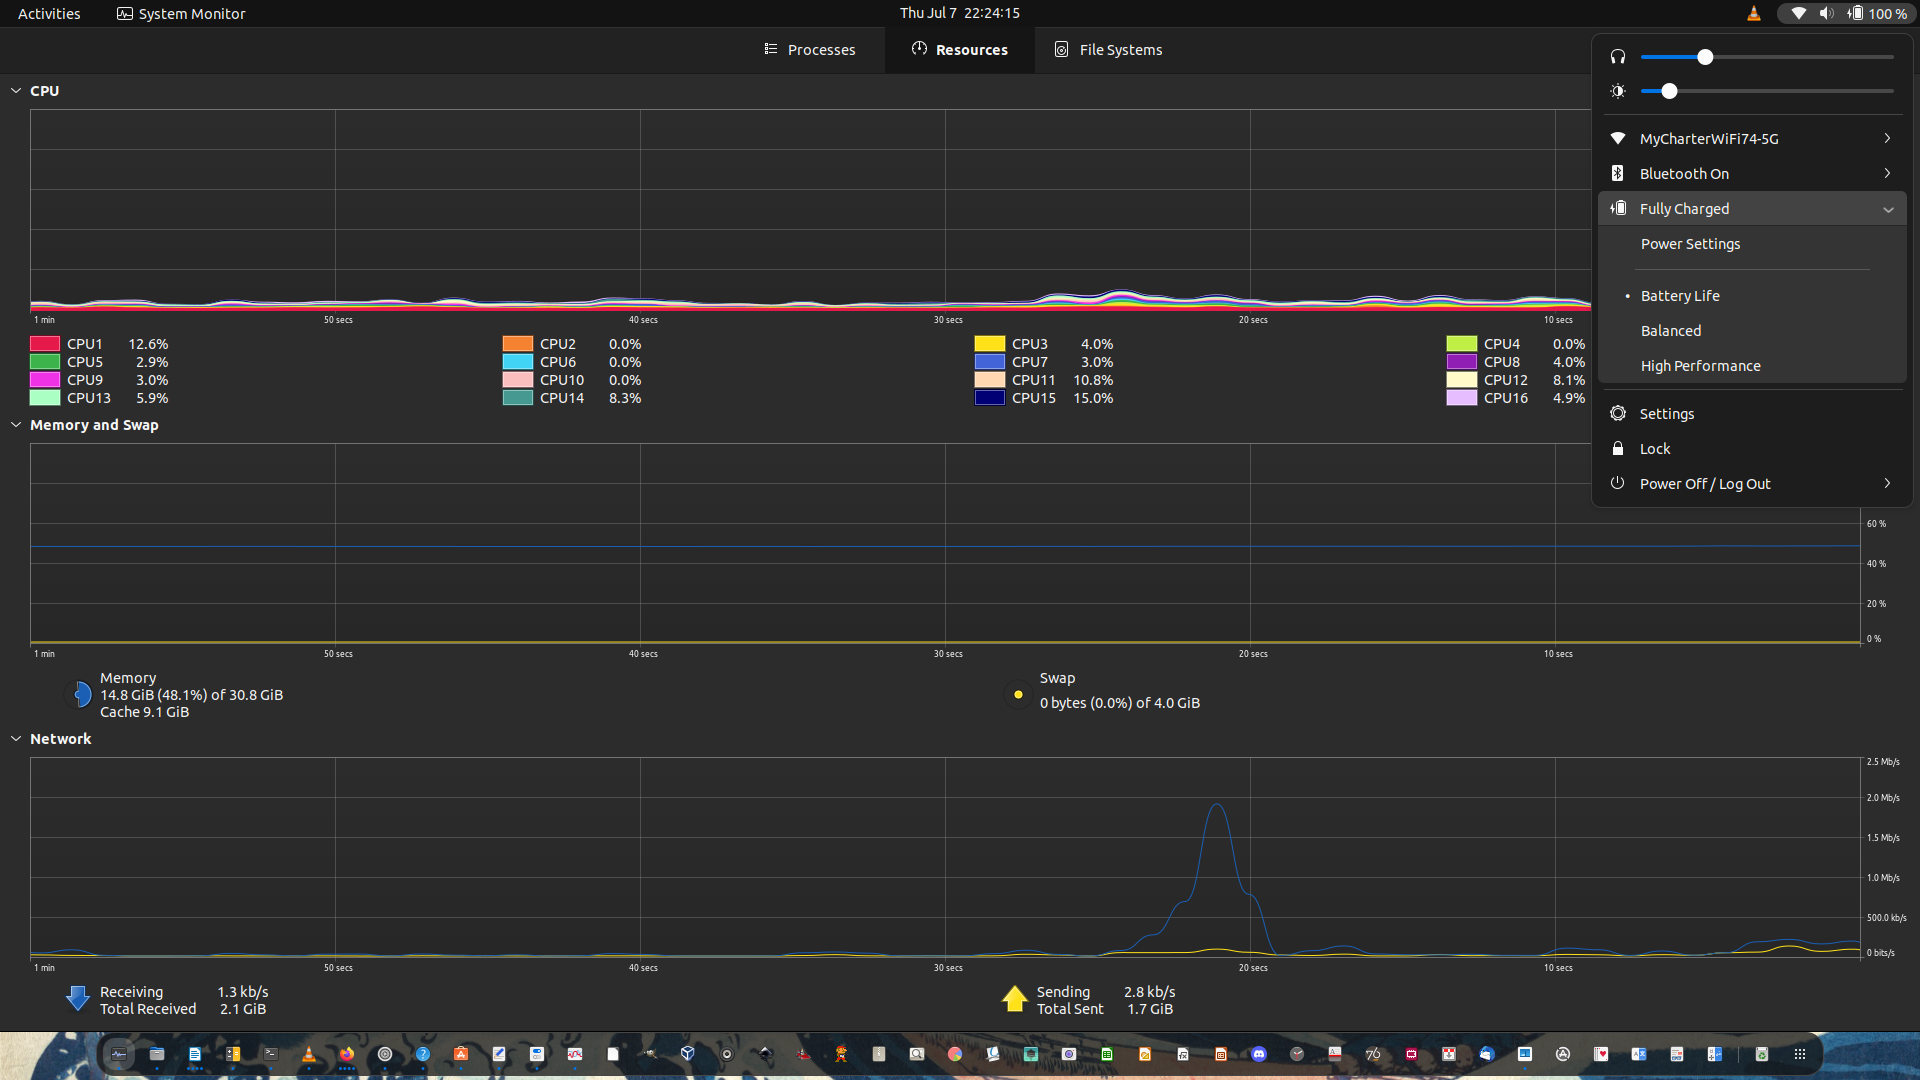 Activities
System Monitor
Thu Jul 7 22:24:15
100 %
Processes
Resources
File Systems
CPU
1 min
50 secs
40 secs
30 secs
20 secs
10 secs
CPU1 12.6%
CPU2 0.0%
CPU3 4.0%
CPU4 0.0%
CPU5 2.9%
CPU6 0.0%
CPU7 3.0%
CPU8 4.0%
CPU9 3.0%
CPU10 0.0%
CPU11 10.8%
CPU12 8.1%
CPU13 5.9%
CPU14 8.3%
CPU15 15.0%
CPU16 4.9%
MyCharterWiFi74-5G
Bluetooth On
Fully Charged
Power Settings
Battery Life
Balanced
High Performance
Settings
Lock
Power Off / Log Out
Memory and Swap
60 %
40 %
20 %
0 %
1 min
50 secs
40 secs
30 secs
20 secs
10 secs
Memory
14.8 GiB (48.1%) of 30.8 GiB
Cache 9.1 GiB
Swap
0 bytes (0.0%) of 4.0 GiB
Network
2.5 Mb/s
2.0 Mb/s
1.5 Mb/s
1.0 Mb/s
500.0 kb/s
0 bits/s
1 min
50 secs
40 secs
30 secs
20 secs
10 secs
Receiving 1.3 kb/s
Total Received 2.1 GiB
Sending 2.8 kb/s
Total Sent 1.7 GiB